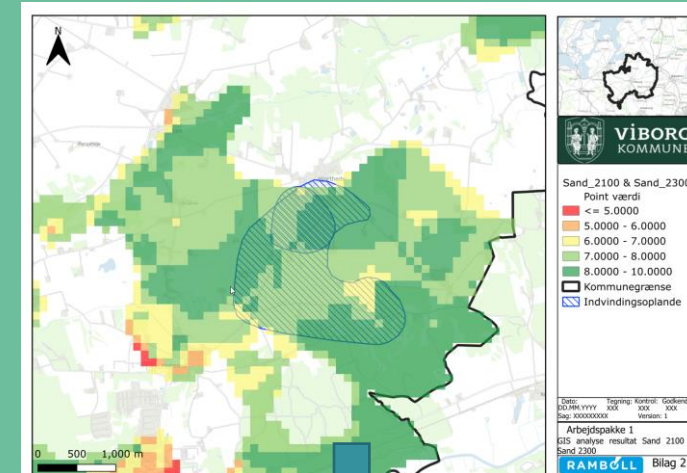 N
0 500 1,000 m
VIBORG
KOMMUNE
Sand_2100 & Sand_2300
Point værdi
<= 5.0000
5.0000 - 6.0000
6.0000 - 7.0000
7.0000 - 8.0000
8.0000 - 10.0000
Kommunegrænse
Indvindingsoplande
Dato: Tegning: Kontrol: Godkend
DD.MM.YYYY XXX XXX XXX
Sag: XXXXXXXXX Version: 1
Arbejdspakke 1
GIS analyse resultat Sand 2100
Sand 2300
RAMBOLL Bilag 2